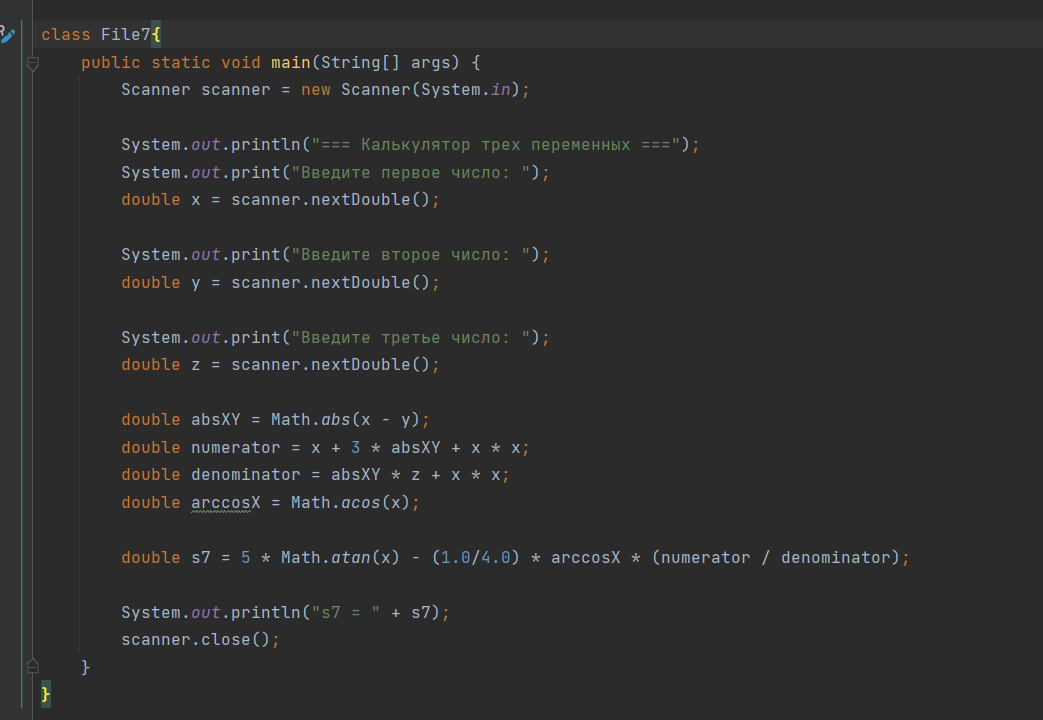 class File7{
public static void main(String[] args) {
Scanner scanner = new Scanner(System.in);
System.out.println("=== Калькулятор трех переменных ===");
System.out.print("Введите первое число: ");
double x = scanner.nextDouble();
System.out.print("Введите второе число: ");
double y = scanner.nextDouble();
System.out.print("Введите третье число: ");
double z = scanner.nextDouble();
double absXY = Math.abs(x - y);
double numerator = x + 3 * absXY + x * x;
double denominator = absXY * z + x * x;
double arccosX = Math.acos(x);
double s7 = 5 * Math.atan(x) - (1.0/4.0) * arccosX * (numerator / denominator);
System.out.println("s7 = " + s7);
scanner.close();
}
}